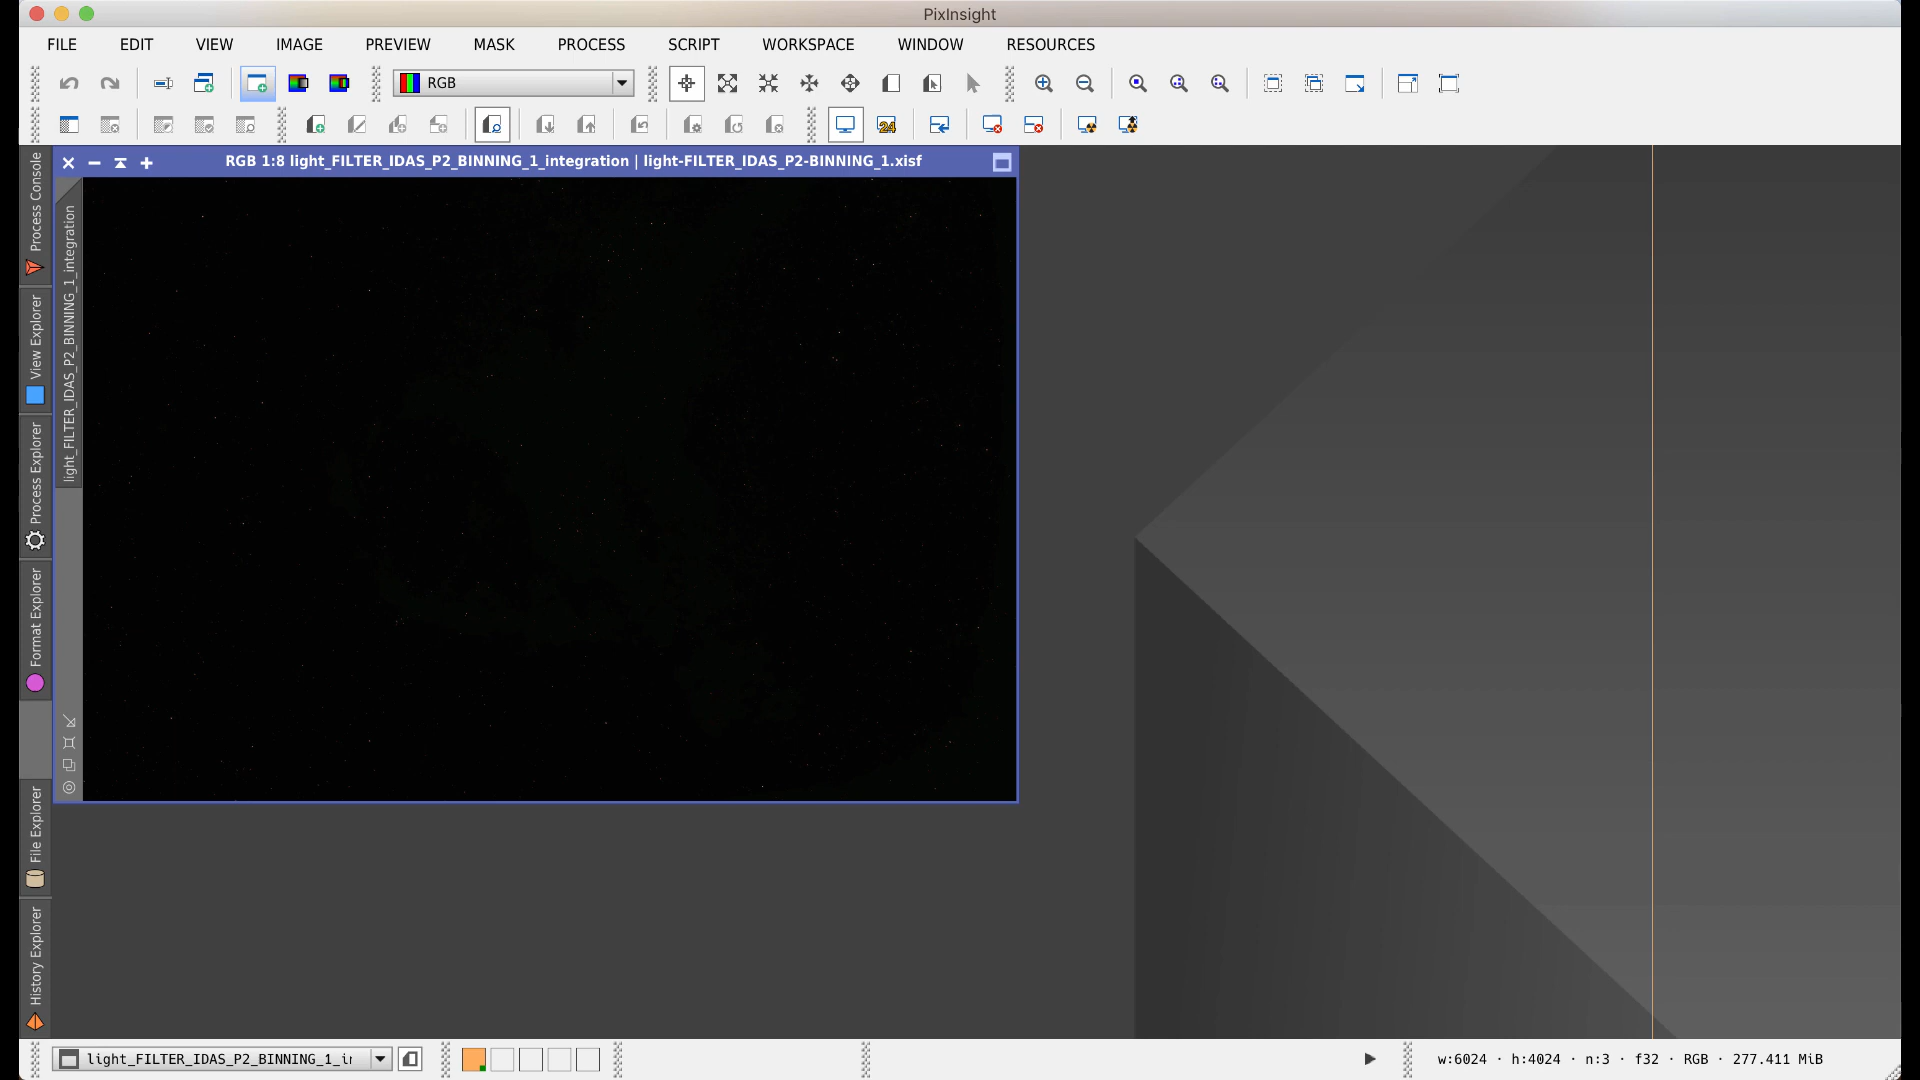 PixInsight
FILE EDIT VIEW IMAGE PREVIEW MASK PROCESS SCRIPT WORKSPACE WINDOW RESOURCES
RGB
24
RGB 1:8 light_FILTER_IDAS_P2_BINNING_1_integration | light-FILTER_IDAS_P2-BINNING_1.xisf
light_FILTER_IDAS_P2_BINNING_1_integration
Process Console
View Explorer
Process Explorer
Format Explorer
File Explorer
History Explorer
light_FILTER_IDAS_P2_BINNING_1_ir
w:6024 · h:4024 · n:3 · f32 · RGB · 277.411 MiB